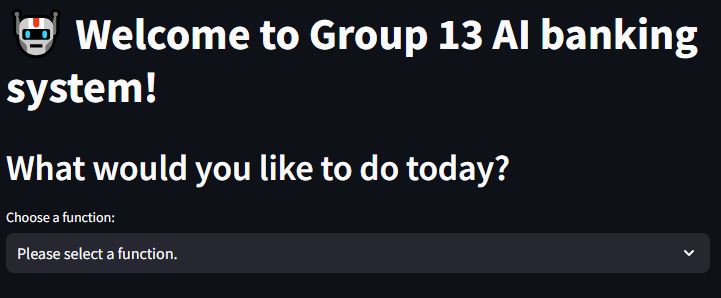 Welcome to Group 13 AI banking
system!
What would you like to do today?
Choose a function:
Please select a function.